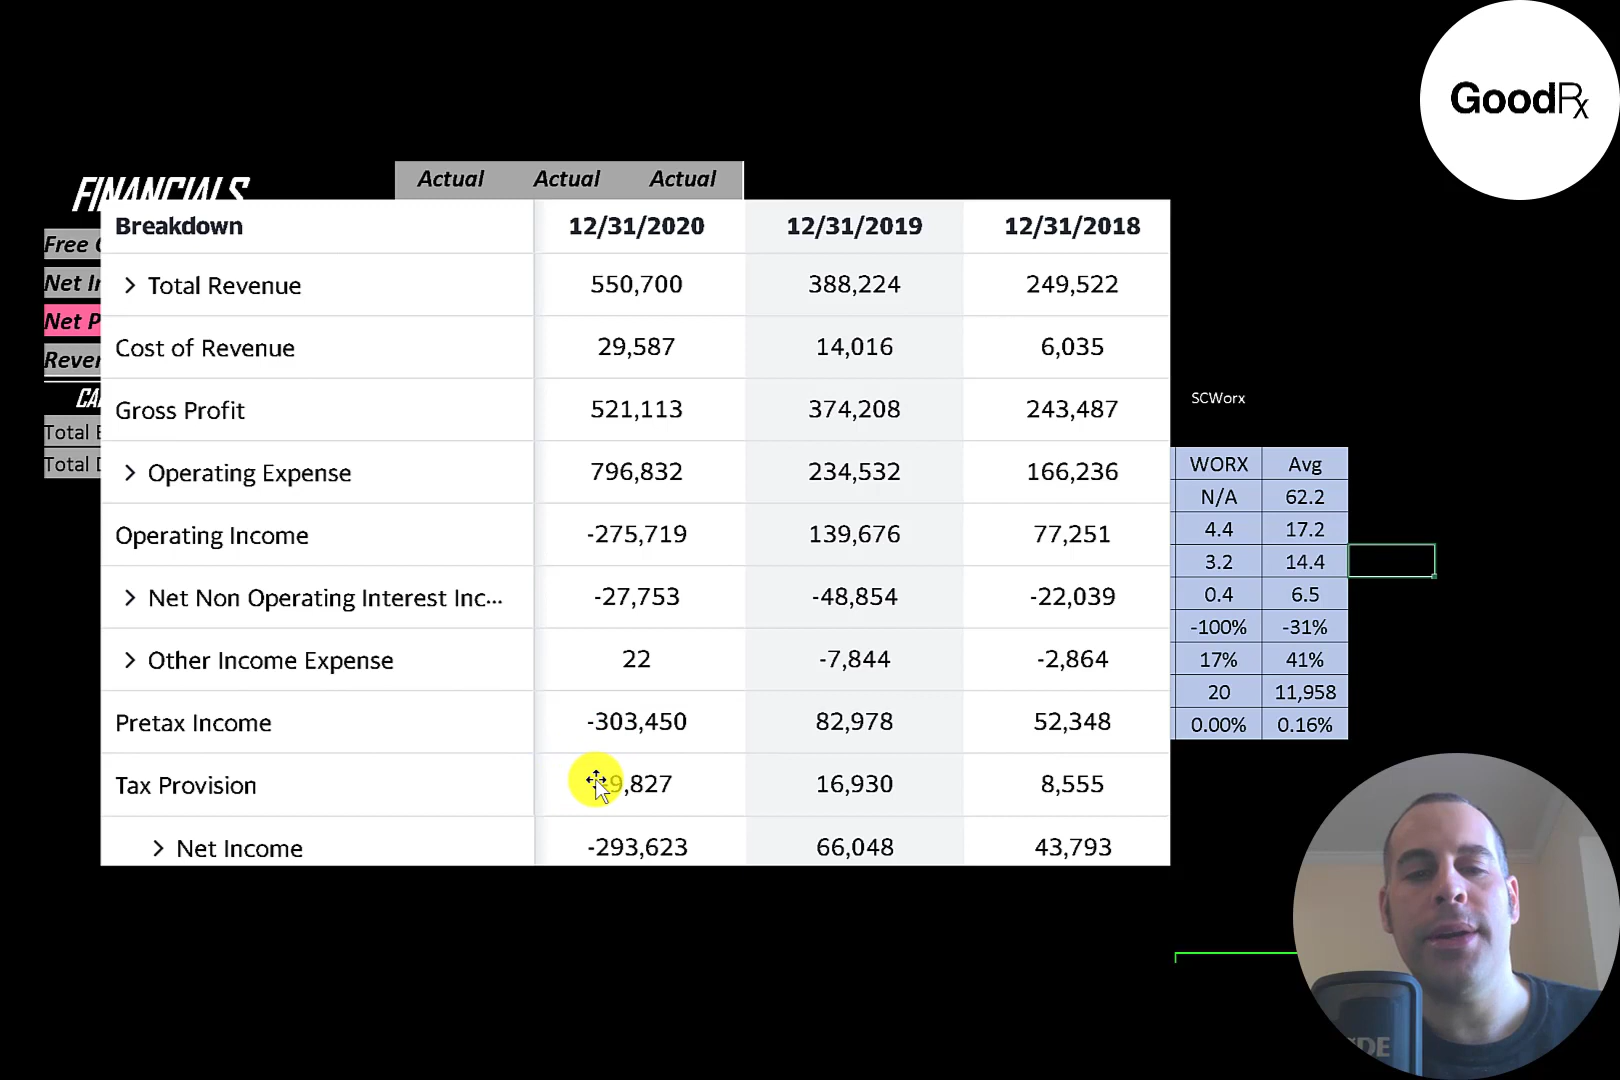 GoodRx
FINANCIALS
Actual Actual Actual
Breakdown 12/31/2020 12/31/2019 12/31/2018
Free
Total Revenue 550,700 388,224 249,522
Net
Net
Cost of Revenue 29,587 14,016 6,035
Gross Profit 521,113 374,208 243,487
SCWorx
Total
Total
Operating Expense 796,832 234,532 166,236
Operating Income -275,719 139,676 77,251
Net Non Operating Interest Inc... -27,753 -48,854 -22,039
Other Income Expense 22 -7,844 -2,864
Pretax Income -303,450 82,978 52,348
Tax Provision 9,827 16,930 8,555
Net Income -293,623 66,048 43,793
WORX Avg
N/A 62.2
4.4 17.2
3.2 14.4
0.4 6.5
-100% -31%
17% 41%
20 11,958
0.00% 0.16%